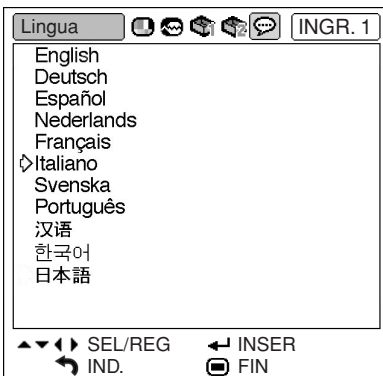 Lingua INGR. 1
English
Deutsch
Español
Nederlands
Français
Italiano
Svenska
Português
汉语
한국어
日本語
SEL/REG INSER
IND. FIN